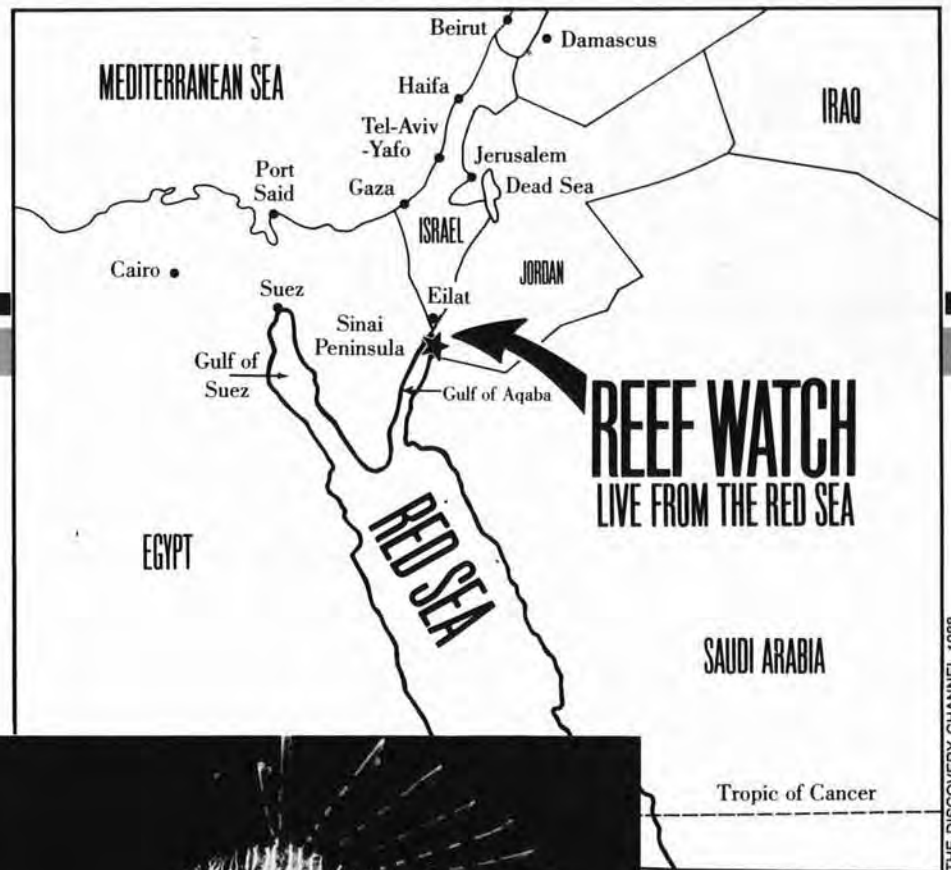 Beirut
Damascus
MEDITERRANEAN SEA
Haifa
IRAQ
Tel-Aviv
-Yafo
Port
Said
Jerusalem
Gaza
Dead Sea
ISRAEL
Cairo
JORDAN
Suez
Eilat
Sinai
Peninsula
Gulf of
Suez
Gulf of Aqaba
REEF WATCH
LIVE FROM THE RED SEA
RED SEA
EGYPT
SAUDI ARABIA
Tropic of Cancer
THE DISCOVERY CHANNEL